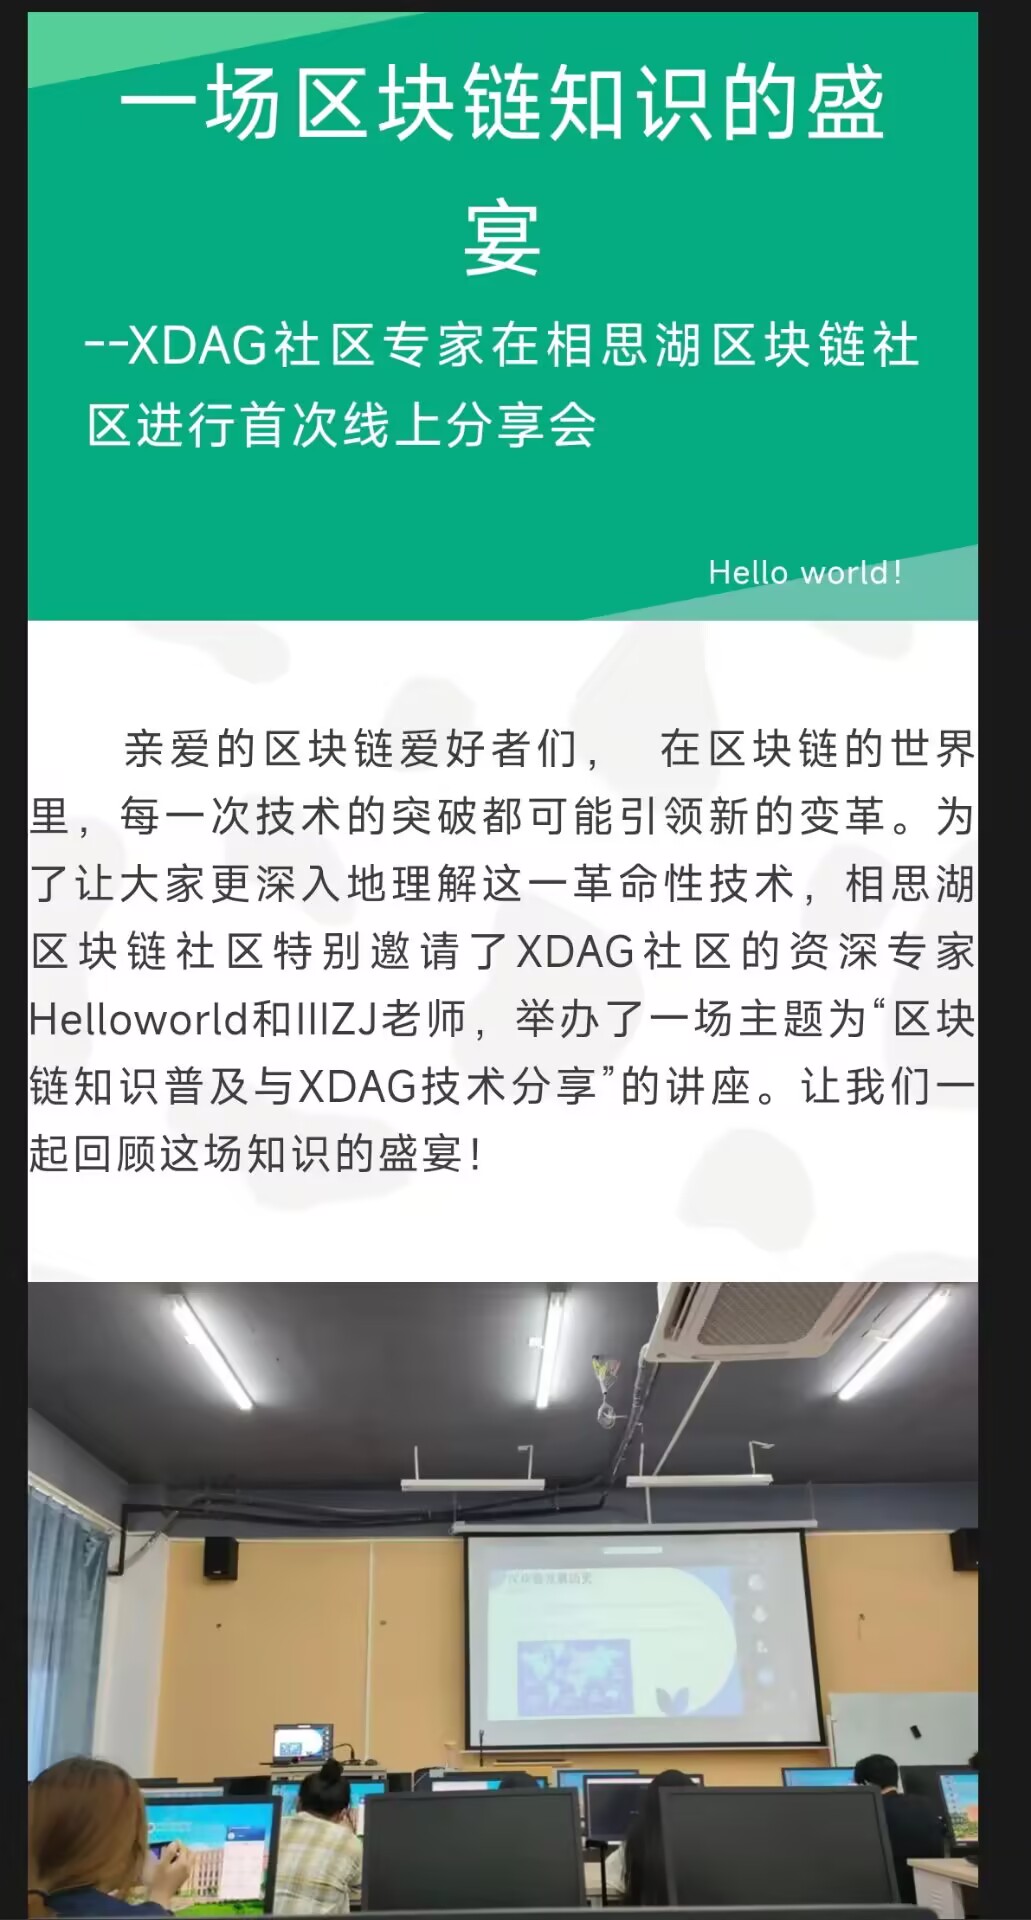 一场区块链知识的盛
宴
--XDAG社区专家在相思湖区块链社
区进行首次线上分享会
Hello world!
亲爱的区块链爱好者们， 在区块链的世界
里，每一次技术的突破都可能引领新的变革。为
了让大家更深入地理解这一革命性技术，相思湖
区块链社区特别邀请了XDAG社区的资深专家
Helloworld和IIIZJ老师，举办了一场主题为“区块
链知识普及与XDAG技术分享”的讲座。让我们一
起回顾这场知识的盛宴！